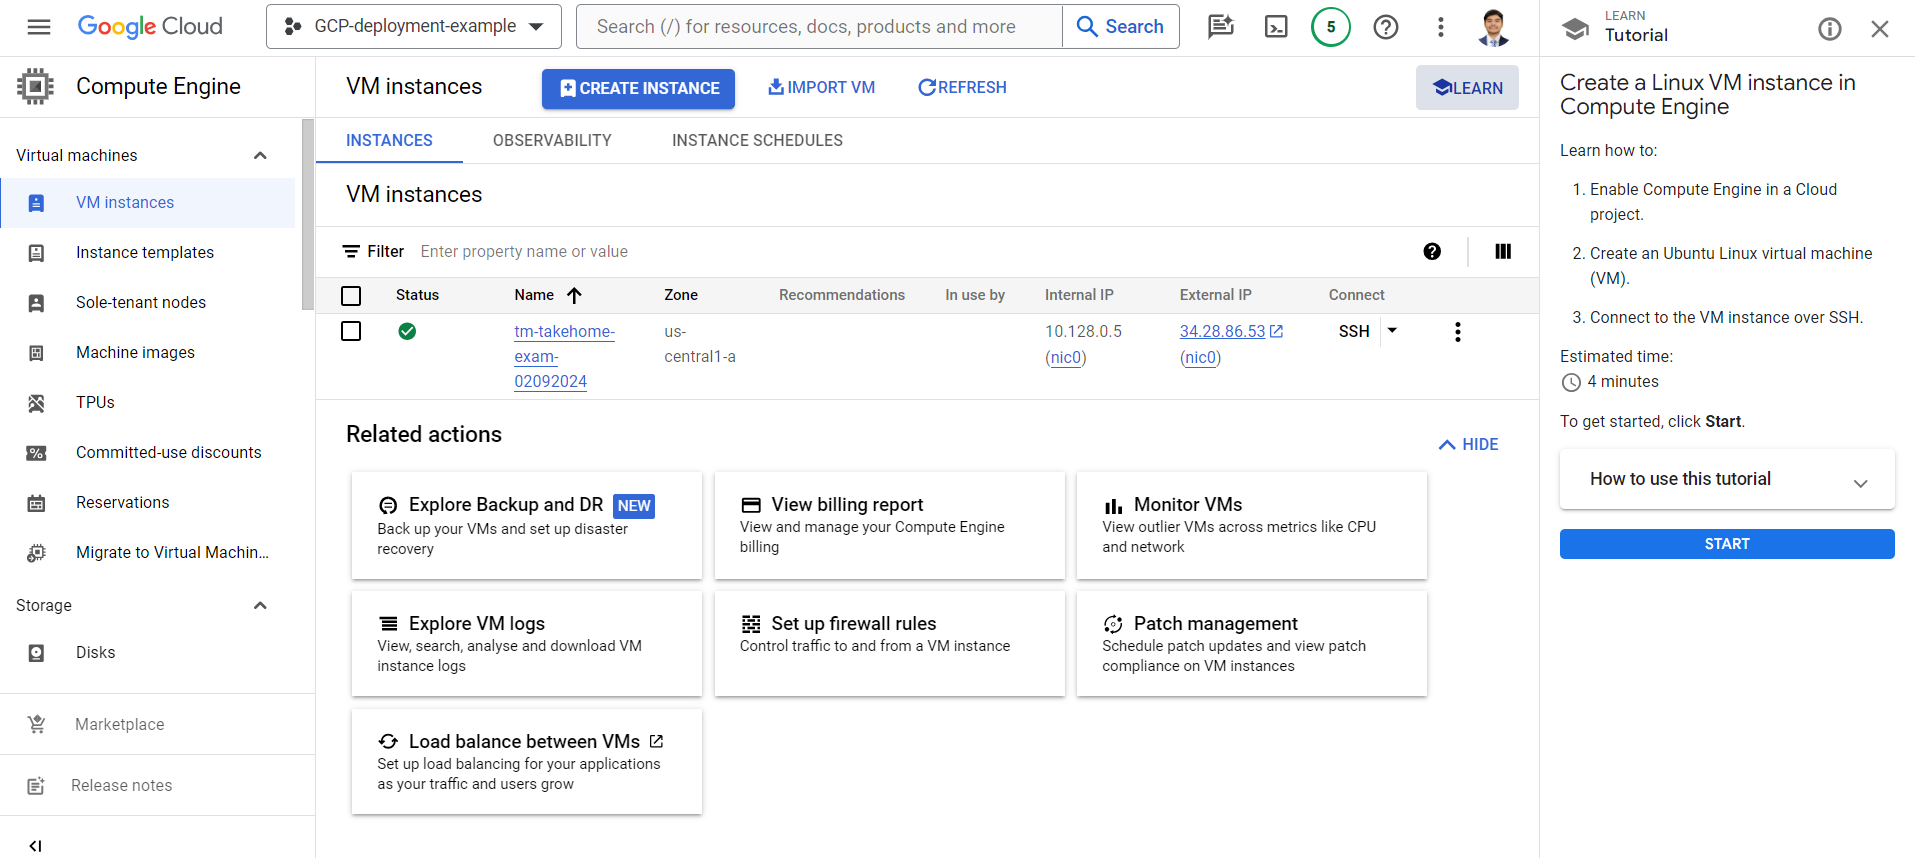 Google Cloud
GCP-deployment-example
Search (/) for resources, docs, products and more
Search
5
LEARN
Tutorial
Compute Engine
Virtual machines
VM instances
Instance templates
Sole-tenant nodes
Machine images
TPUs
Committed-use discounts
Reservations
Migrate to Virtual Machin...
Storage
Disks
Marketplace
Release notes
VM instances
CREATE INSTANCE
IMPORT VM
REFRESH
LEARN
INSTANCES
OBSERVABILITY
INSTANCE SCHEDULES
VM instances
Filter
Enter property name or value
Status
Name
Zone
Recommendations
In use by
Internal IP
External IP
Connect
tm-takehome-
exam-
02092024
us-
central1-a
10.128.0.5
(nic0)
34.28.86.53
(nic0)
SSH
Related actions
HIDE
Explore Backup and DR NEW
Back up your VMs and set up disaster
recovery
View billing report
View and manage your Compute Engine
billing
Monitor VMs
View outlier VMs across metrics like CPU
and network
Explore VM logs
View, search, analyse and download VM
instance logs
Set up firewall rules
Control traffic to and from a VM instance
Patch management
Schedule patch updates and view patch
compliance on VM instances
Load balance between VMs
Set up load balancing for your applications
as your traffic and users grow
Create a Linux VM instance in
Compute Engine
Learn how to:
1. Enable Compute Engine in a Cloud
project.
2. Create an Ubuntu Linux virtual machine
(VM).
3. Connect to the VM instance over SSH.
Estimated time:
4 minutes
To get started, click Start.
How to use this tutorial
START